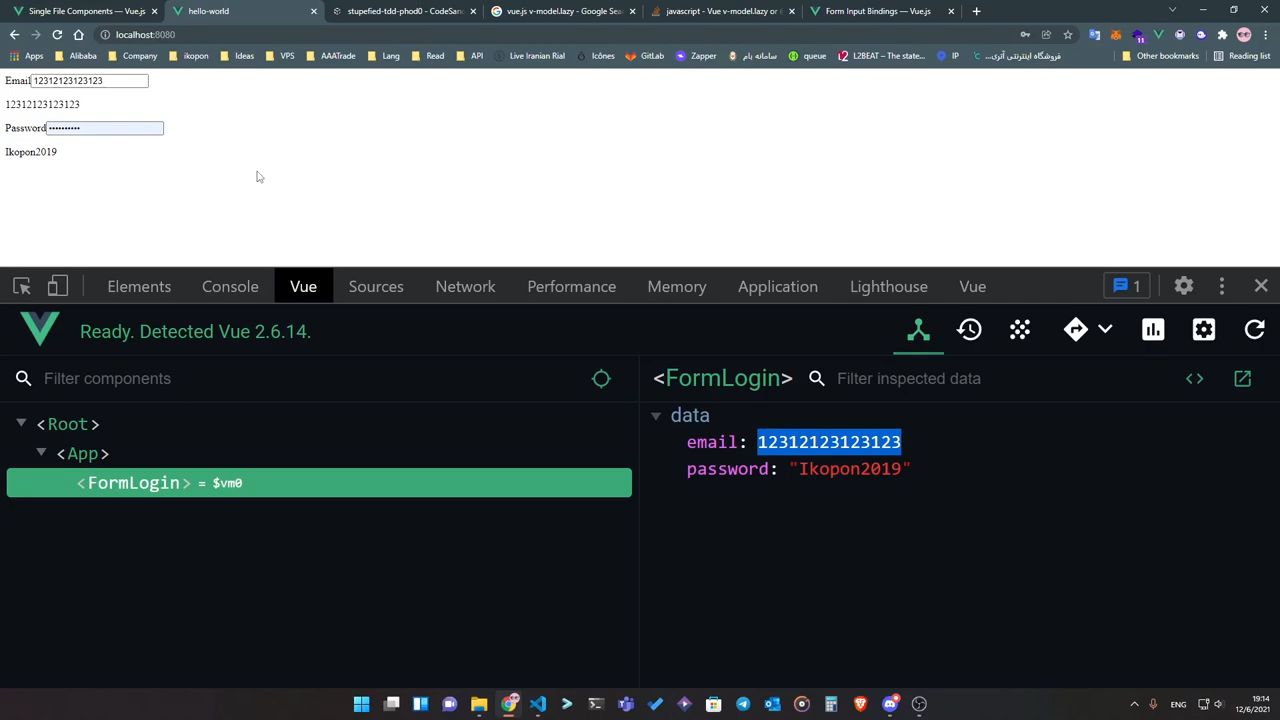 Single File Components — Vue.js
hello-world
stupefied-tdd-phod0 - CodeSan
vue.js v-model.lazy - Google Sea
javascript - Vue v-model.lazy or
Form Input Bindings — Vue.js
localhost:8080
11
Apps
Alibaba
Company
ikopon
Ideas
VPS
AAATrade
Lang
Read
API
Live Iranian Rial
Icônes
GitLab
Zapper
سامانه بام
queue
L2BEAT – The state...
IP
فروشگاه اینترنتی آثری...
Other bookmarks
Reading list
Email 12312123123123
12312123123123
Password ••••••••••
Ikopon2019
Elements
Console
Vue
Sources
Network
Performance
Memory
Application
Lighthouse
Vue
1
Ready. Detected Vue 2.6.14.
Filter components
<FormLogin>
Filter inspected data
<Root>
<App>
<FormLogin> = $vm0
data
email: 12312123123123
password: "Ikopon2019"
ENG
19:14
12/6/2021